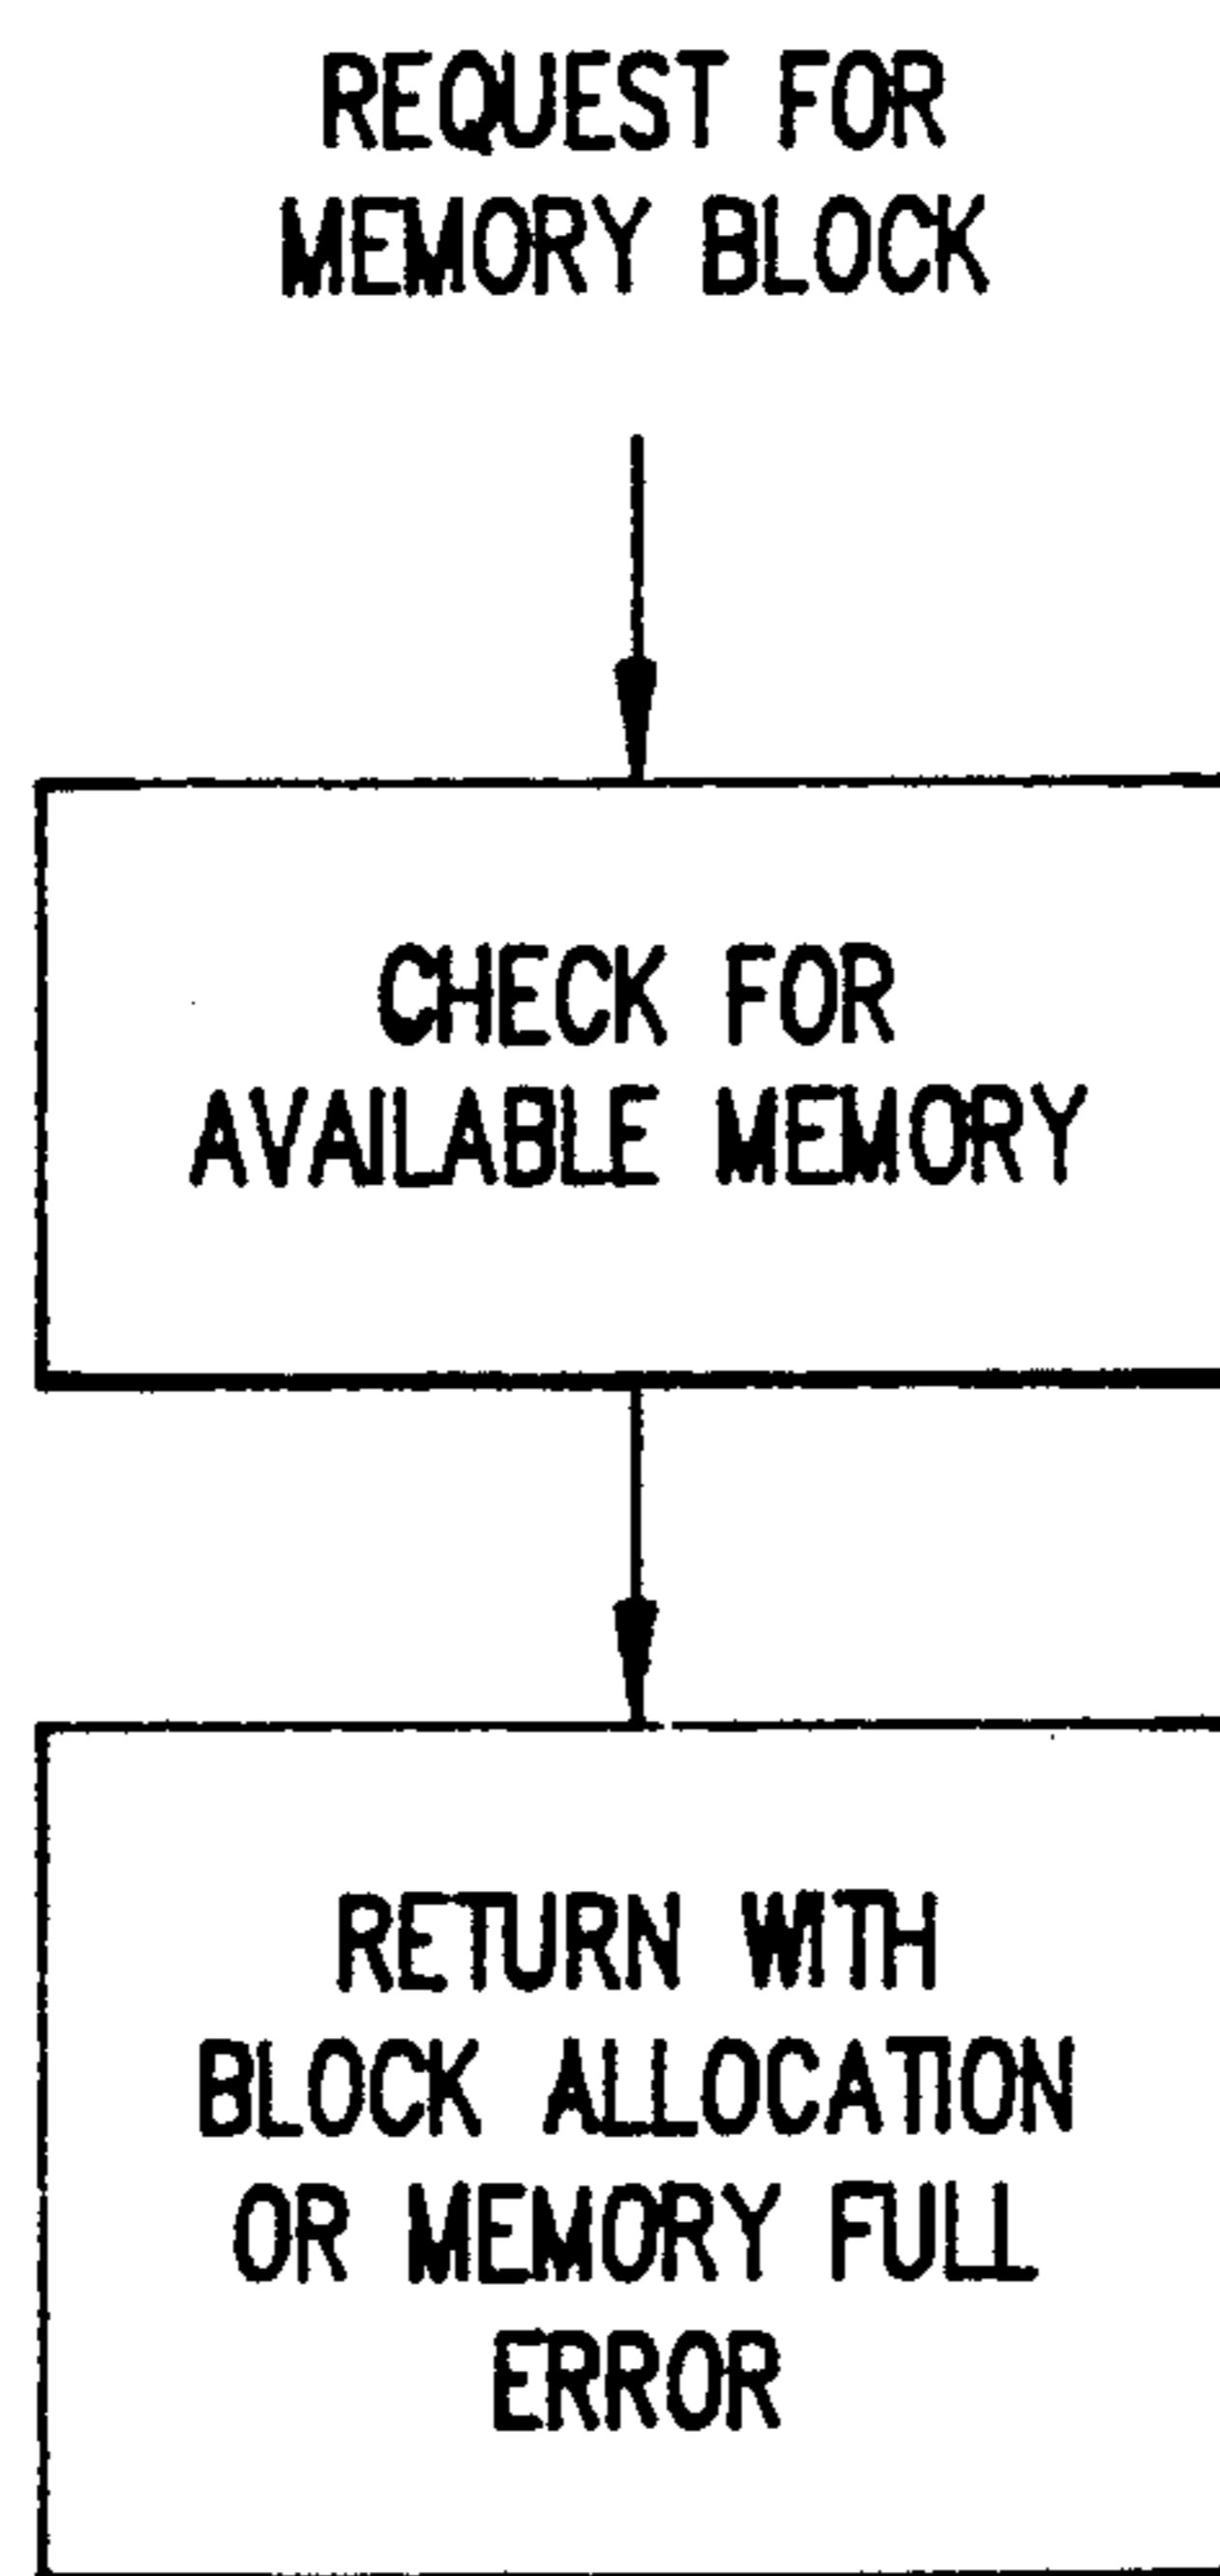 REQUEST FOR
MEMORY BLOCK
CHECK FOR
AVAILABLE MEMORY
RETURN WITH
BLOCK ALLOCATION
OR MEMORY FULL
ERROR